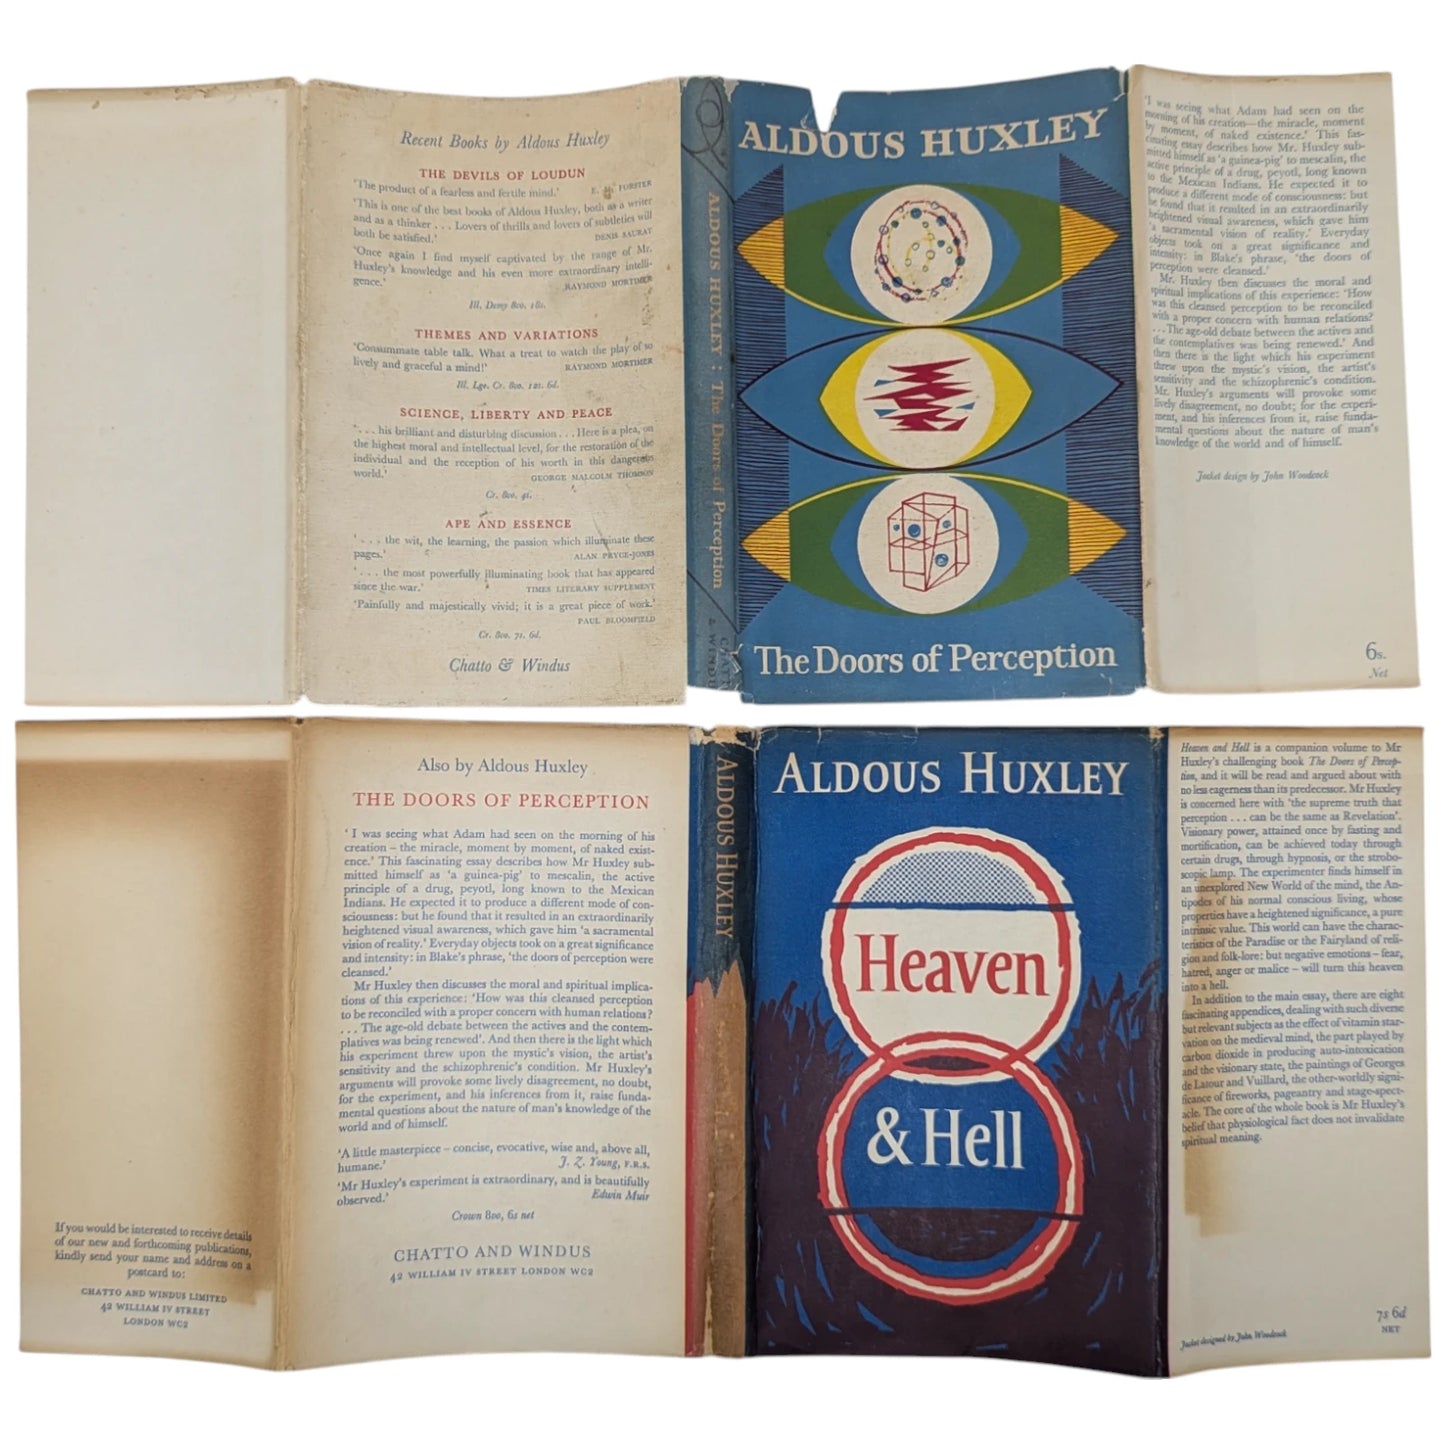 Recent Books by Aldous Huxley
THE DEVILS OF LOUDUN
'The product of a fearless and fertile mind.' E. M. FORSTER
'This is one of the best books of Aldous Huxley, both as a writer
and as a thinker . . . Lovers of thrills and lovers of subtleties will
both be satisfied.' DENIS SAURAT
'Once again I find myself captivated by the range of Mr.
Huxley's knowledge and his even more extraordinary intelli-
gence.' RAYMOND MORTIMER
Ill. Demy 8vo. 18s.
THEMES AND VARIATIONS
'Consummate table talk. What a treat to watch the play of so
lively and graceful a mind!' RAYMOND MORTIMER
Ill. Lge. Cr. 8vo. 12s. 6d.
SCIENCE, LIBERTY AND PEACE
'. . . his brilliant and disturbing discussion . . . Here is a plea, on
the highest moral and intellectual level, for the restoration of the
individual and the reception of his worth in this dangerous
world.' GEORGE MALCOLM THOMSON
Cr. 8vo. 4s.
APE AND ESSENCE
'. . . the wit, the learning, the passion which illuminate these
pages.' ALAN PRYCE-JONES
'. . . the most powerfully illuminating book that has appeared
since the war.' TIMES LITERARY SUPPLEMENT
'Painfully and majestically vivid; it is a great piece of work.'
PAUL BLOOMFIELD
Cr. 8vo. 7s. 6d.
Chatto & Windus
ALDOUS HUXLEY : The Doors of Perception
CHATTO
& WINDUS
ALDOUS HUXLEY
The Doors of Perception
'I was seeing what Adam had seen on the
morning of his creation—the miracle, moment
by moment, of naked existence.' This fas-
cinating essay describes how Mr. Huxley sub-
mitted himself as 'a guinea-pig' to mescalin, the
active principle of a drug, peyotl, long known
to the Mexican Indians. He expected it to
produce a different mode of consciousness: but
he found that it resulted in an extraordinarily
heightened visual awareness, which gave him
'a sacramental vision of reality.' Everyday
objects took on a great significance and
intensity: in Blake's phrase, 'the doors of
perception were cleansed.'
Mr. Huxley then discusses the moral and
spiritual implications of this experience: 'How
was this cleansed perception to be reconciled
with a proper concern with human relations?
. . . The age-old debate between the actives and
the contemplatives was being renewed.' And
then there is the light which his experiment
threw upon the mystic's vision, the artist's
sensitivity and the schizophrenic's condition.
Mr. Huxley's arguments will provoke some
lively disagreement, no doubt; for the experi-
ment, and his inferences from it, raise funda-
mental questions about the nature of man's
knowledge of the world and of himself.
Jacket design by John Woodcock
6s.
Net
If you would be interested to receive details
of our new and forthcoming publications,
kindly send your name and address on a
postcard to:
CHATTO AND WINDUS LIMITED
42 WILLIAM IV STREET
LONDON WC2
Also by Aldous Huxley
THE DOORS OF PERCEPTION
'I was seeing what Adam had seen on the morning of his
creation – the miracle, moment by moment, of naked exist-
ence.' This fascinating essay describes how Mr Huxley sub-
mitted himself as 'a guinea-pig' to mescalin, the active
principle of a drug, peyotl, long known to the Mexican
Indians. He expected it to produce a different mode of con-
sciousness: but he found that it resulted in an extraordinarily
heightened visual awareness, which gave him 'a sacramental
vision of reality.' Everyday objects took on a great significance
and intensity: in Blake's phrase, 'the doors of perception were
cleansed.'
Mr Huxley then discusses the moral and spiritual implica-
tions of this experience: 'How was this cleansed perception
to be reconciled with a proper concern with human relations?
. . . The age-old debate between the actives and the contem-
platives was being renewed'. And then there is the light which
his experiment threw upon the mystic's vision, the artist's
sensitivity and the schizophrenic's condition. Mr Huxley's
arguments will provoke some lively disagreement, no doubt,
for the experiment, and his inferences from it, raise funda-
mental questions about the nature of man's knowledge of the
world and of himself.
'A little masterpiece – concise, evocative, wise and, above all,
humane.' J. Z. Young, F.R.S.
'Mr Huxley's experiment is extraordinary, and is beautifully
observed.' Edwin Muir
Crown 8vo, 6s net
CHATTO AND WINDUS
42 WILLIAM IV STREET LONDON WC2
ALDOUS HUXLEY
ALDOUS HUXLEY
Heaven
& Hell
Heaven and Hell is a companion volume to Mr
Huxley's challenging book The Doors of Percep-
tion, and it will be read and argued about with
no less eagerness than its predecessor. Mr Huxley
is concerned here with 'the supreme truth that
perception . . . can be the same as Revelation'.
Visionary power, attained once by fasting and
mortification, can be achieved today through
certain drugs, through hypnosis, or the strobo-
scopic lamp. The experimenter finds himself in
an unexplored New World of the mind, the An-
tipodes of his normal conscious living, whose
properties have a heightened significance, a pure
intrinsic value. This world can have the charac-
teristics of the Paradise or the Fairyland of reli-
gion and folk-lore: but negative emotions – fear,
hatred, anger or malice – will turn this heaven
into a hell.
In addition to the main essay, there are eight
fascinating appendices, dealing with such diverse
but relevant subjects as the effect of vitamin star-
vation on the medieval mind, the part played by
carbon dioxide in producing auto-intoxication
and the visionary state, the paintings of Georges
de Latour and Vuillard, the other-worldly signi-
ficance of fireworks, pageantry and stage-spect-
acle. The core of the whole book is Mr Huxley's
belief that physiological fact does not invalidate
spiritual meaning.
7s 6d
NET
Jacket designed by John Woodcock